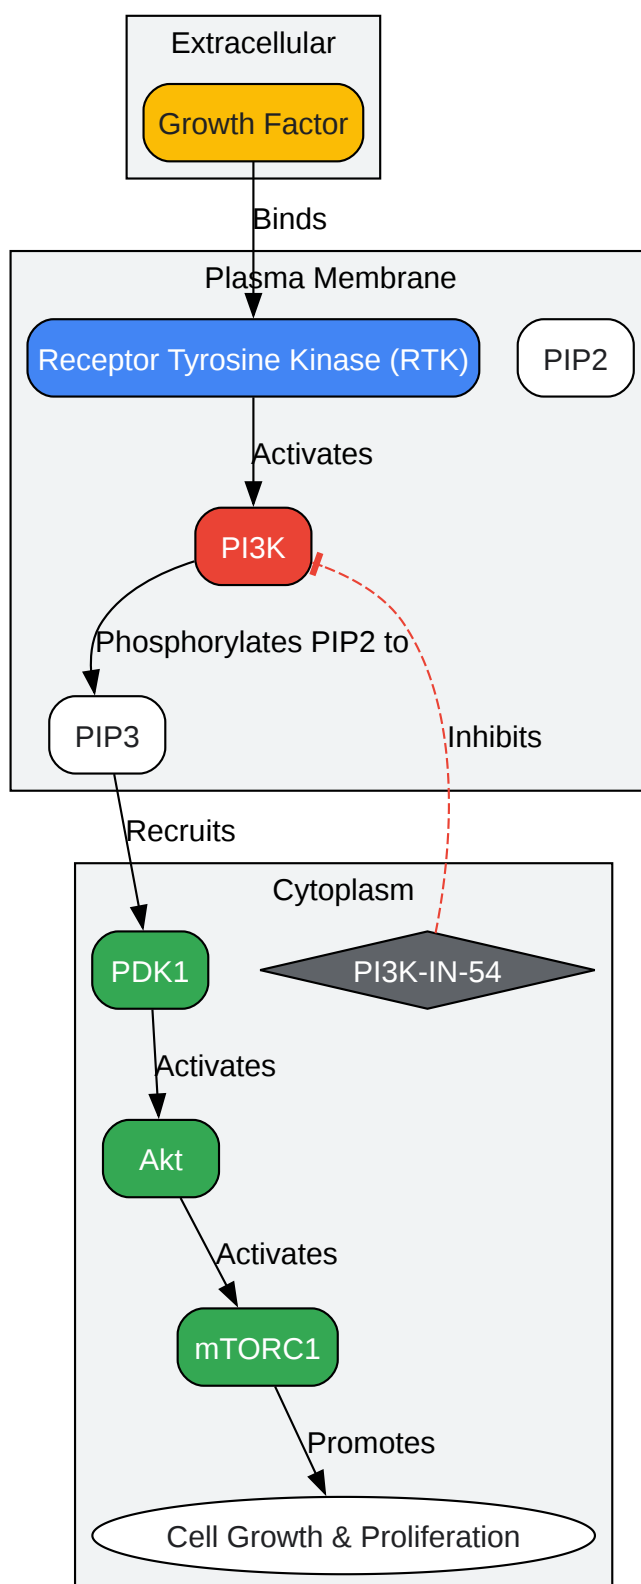 Extracellular
Growth Factor
Binds
Plasma Membrane
Receptor Tyrosine Kinase (RTK)
PIP2
Activates
PI3K
Phosphorylates PIP2 to
PIP3
Inhibits
Recruits
Cytoplasm
PDK1
PI3K-IN-54
Activates
Akt
Activates
mTORC1
Promotes
Cell Growth & Proliferation